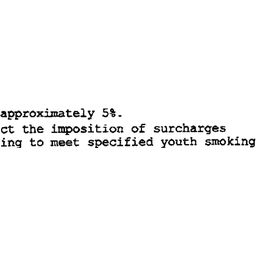 approximately 5%.
ct the imposition of surcharges
ing to meet specified youth smoking